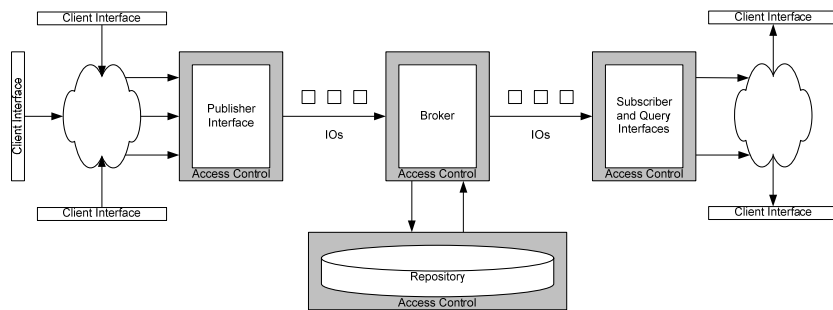 Client Interface
Client Interface
Client Interface
Publisher
Interface
Access Control
IOs
Broker
Access Control
IOs
Subscriber
and Query
Interfaces
Access Control
Client Interface
Client Interface
Repository
Access Control